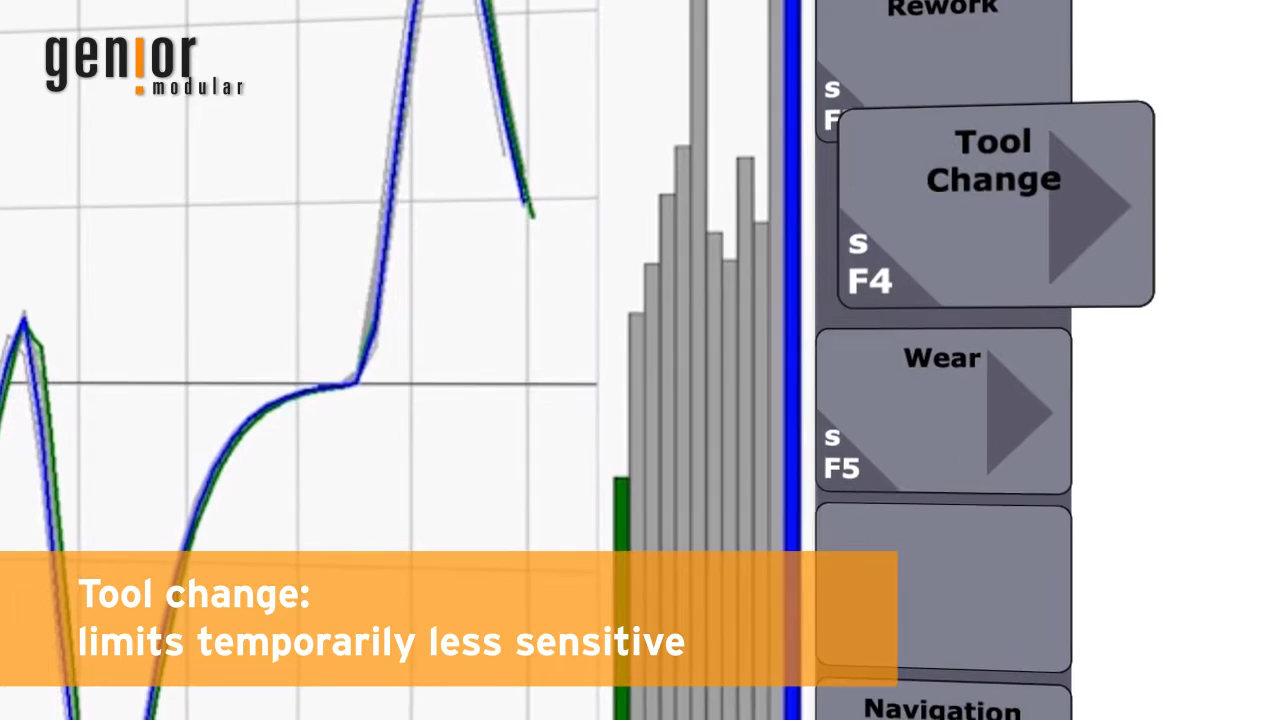 genior
modular
Rework
S
F
Tool
Change
S
F4
Wear
S
F5
Tool change:
limits temporarily less sensitive
Navigation